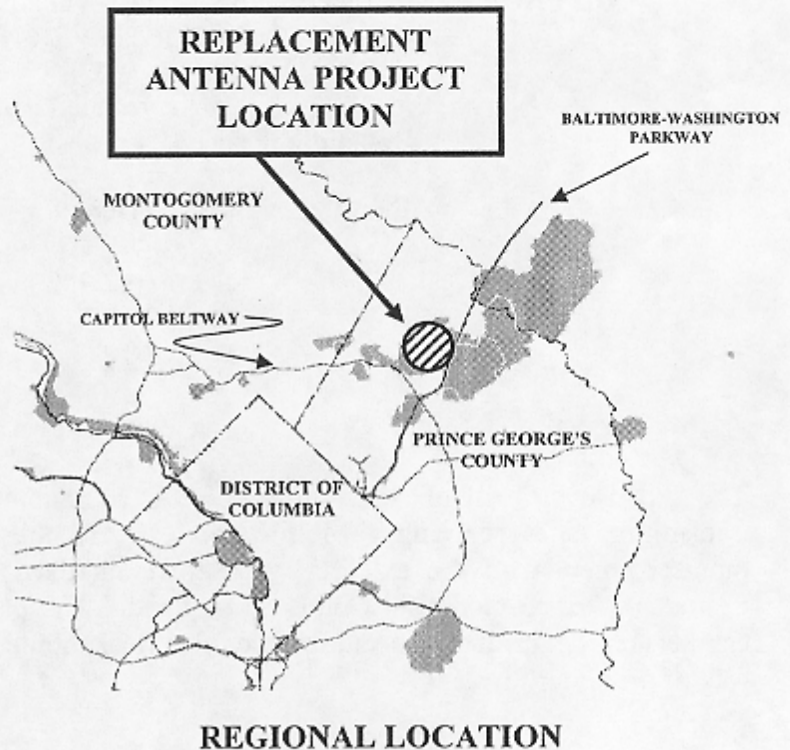 REPLACEMENT
ANTENNA PROJECT
LOCATION
BALTIMORE-WASHINGTON
PARKWAY
MONTOGOMERY
COUNTY
CAPITOL BELTWAY
PRINCE GEORGE'S
COUNTY
DISTRICT OF
COLUMBIA
REGIONAL LOCATION